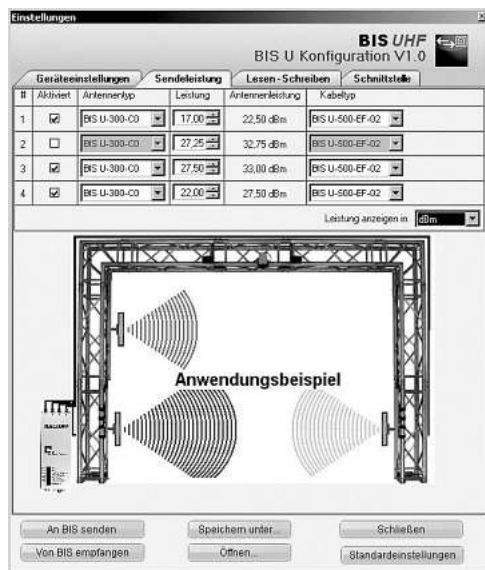 Einstellungen
BIS UHF
BIS U Konfiguration V1.0
Geräteeinstellungen Sendeleistung Lesen - Schreiben Schnittstelle
# Aktiviert Antennentyp Leistung Antennenleistung Kabeltyp
1 BIS U-300-C0 17,00 22,50 dBm BIS U-500-EF-02
2 BIS U-300-C0 27,25 32,75 dBm BIS U-500-EF-02
3 BIS U-300-C0 27,50 33,00 dBm BIS U-500-EF-02
4 BIS U-300-C0 22,00 27,50 dBm BIS U-500-EF-02
Leistung anzeigen in dBm
Anwendungsbeispiel
BALLUFF
An BIS senden Speichern unter... Schließen
Von BIS empfangen Öffnen... Standardeinstellungen